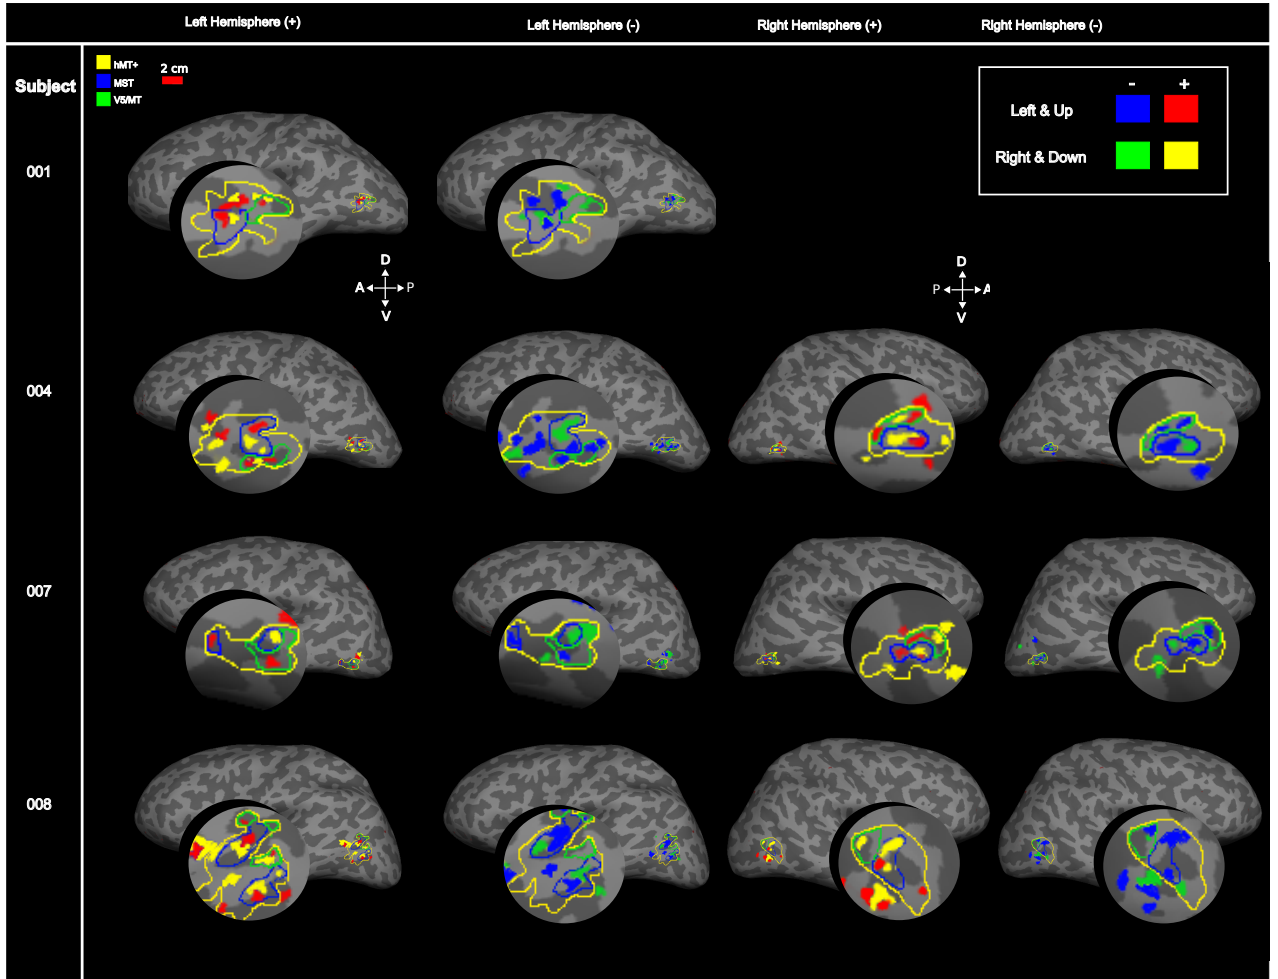 Left Hemisphere (+)
Left Hemisphere (-)
Right Hemisphere (+)
Right Hemisphere (-)
Subject
hMT+
MST
V5/MT
2 cm
- +
Left & Up
Right & Down
001
D
A P
V
D
P A
V
004
007
008